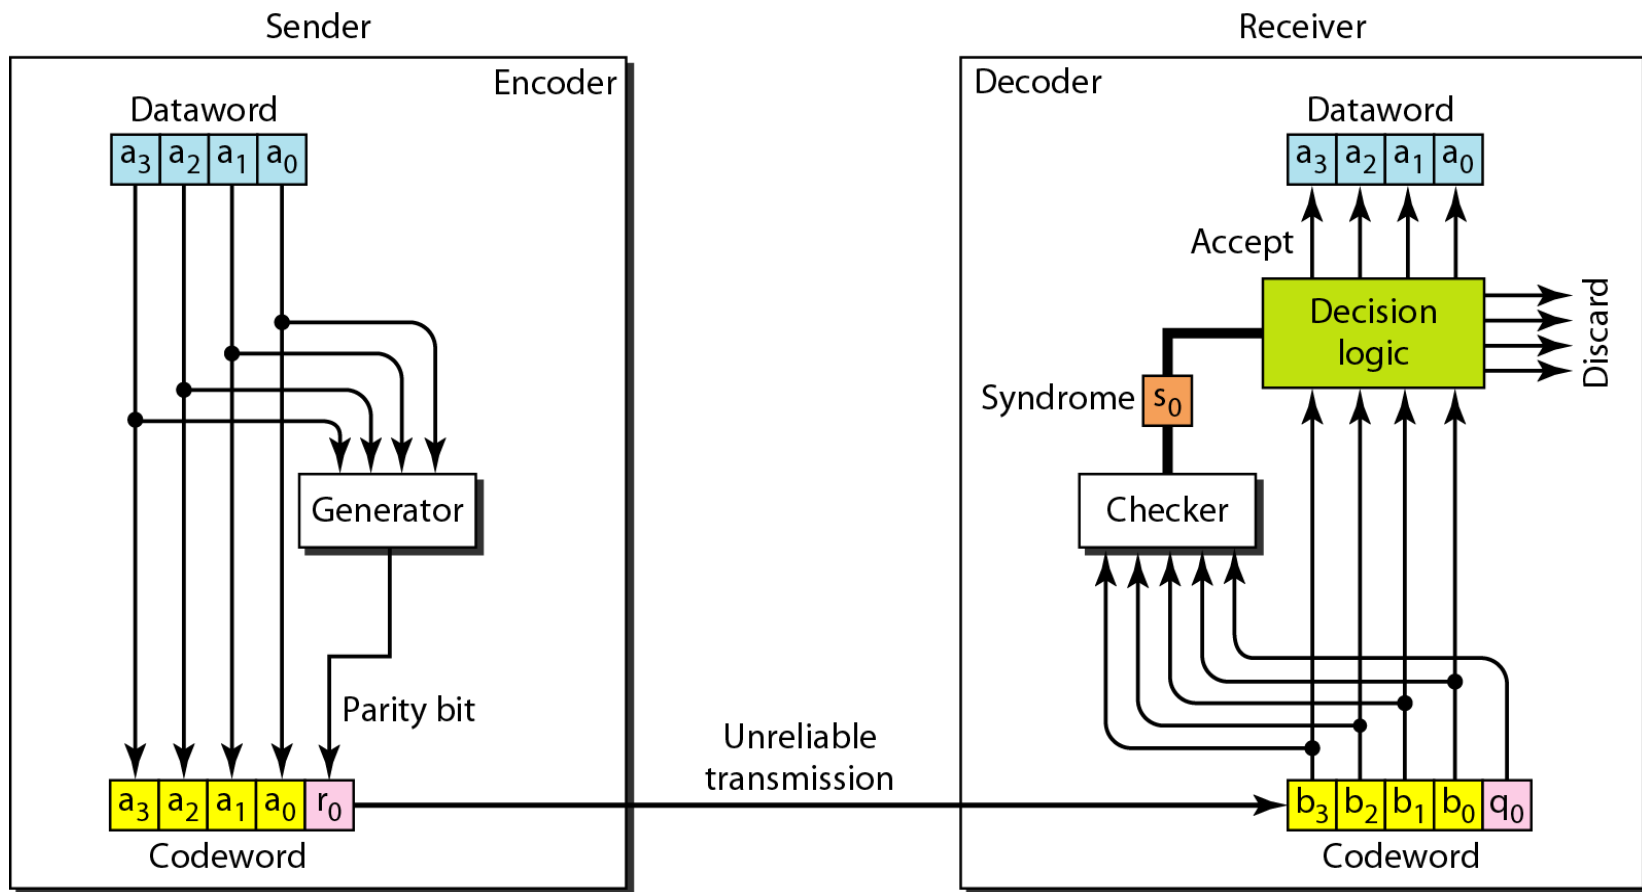 Sender
Encoder
Dataword
a₃ a₂ a₁ a₀
Generator
Parity bit
a₃ a₂ a₁ a₀ r₀
Codeword
Unreliable
transmission
Receiver
Decoder
Dataword
a₃ a₂ a₁ a₀
Accept
Decision
logic
Discard
Syndrome s₀
Checker
b₃ b₂ b₁ b₀ q₀
Codeword